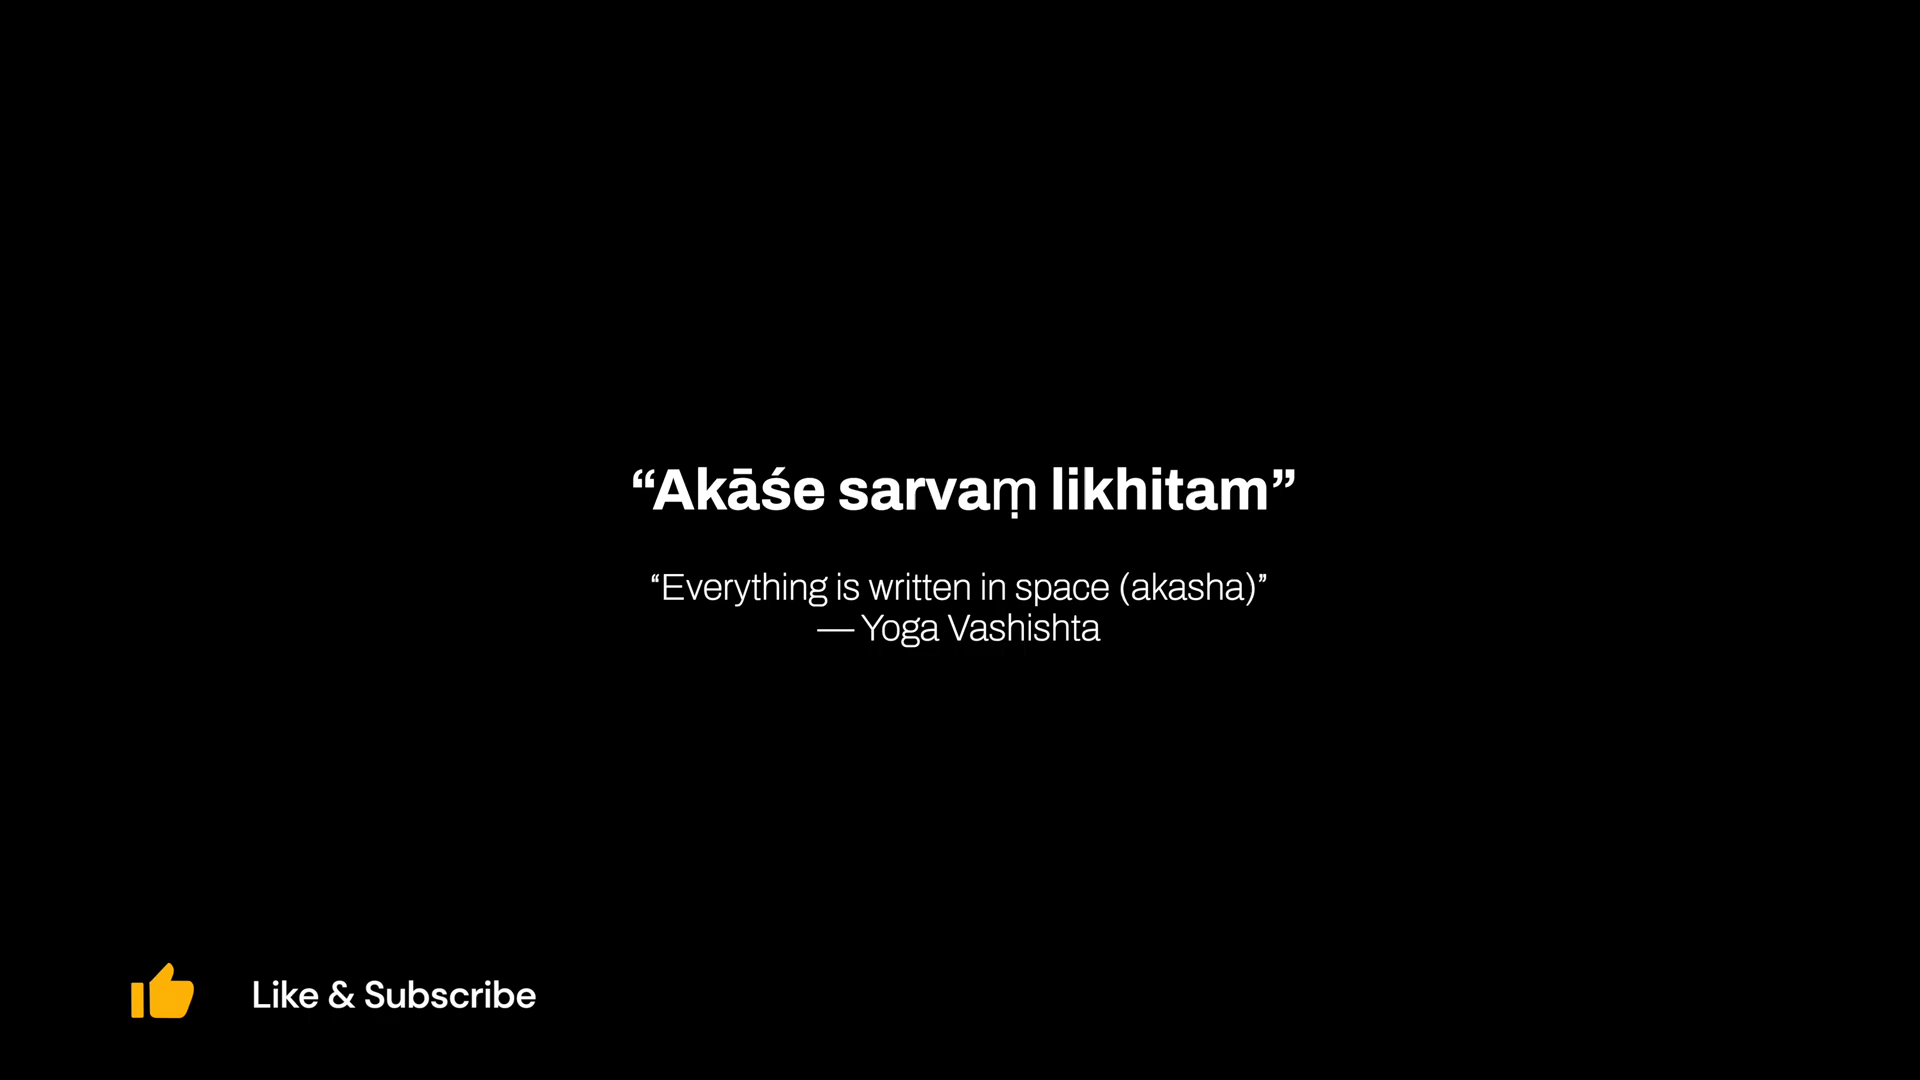 “Akāśe sarvaṃ likhitam”
“Everything is written in space (akasha)”
— Yoga Vashishta
Like & Subscribe